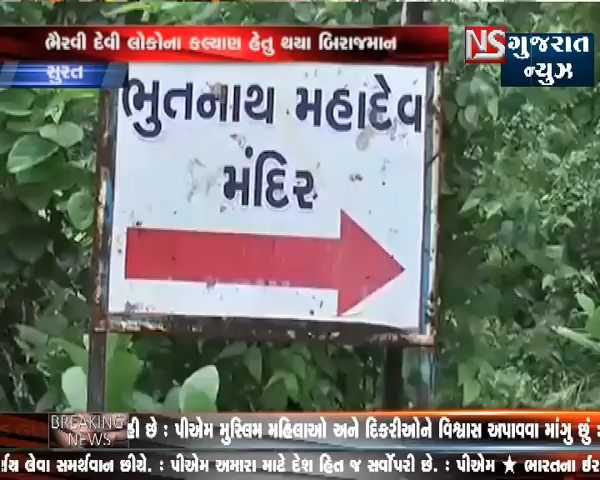 ભૈરવી દેવી લોકોના કલ્યાણ હેતુ થયા બિરાજમાન
NS ગુજરાત
ન્યુઝ
સુરત
ભુતનાથ મહાદેવ
મંદિર
BREAKING
NEWS
હી છે : પીએમ મુસ્લિમ મહિલાઓ અને દિકરીઓને વિશ્વાસ અપાવવા માંગુ છું :
લેવા સમર્થવાન છીયે. : પીએમ અમારા માટે દેશ હિત જ સર્વોપરી છે. : પીએમ ★ ભારતના ઈર